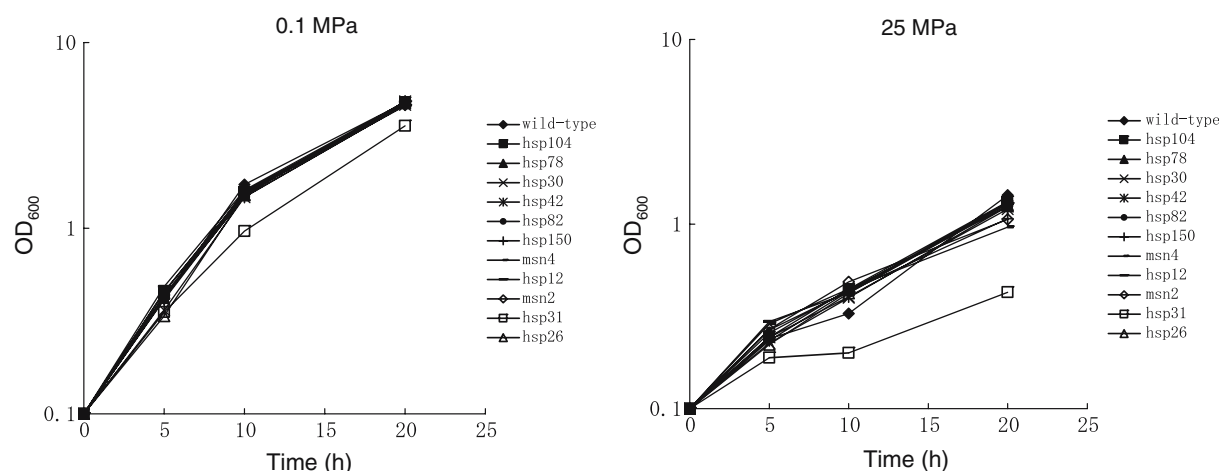 0.1 MPa
10
1
0.1
OD600
0 5 10 15 20 25
Time (h)
wild-type
hsp104
hsp78
hsp30
hsp42
hsp82
hsp150
msn4
hsp12
msn2
hsp31
hsp26
25 MPa
10
1
0.1
OD600
0 5 10 15 20 25
Time (h)
wild-type
hsp104
hsp78
hsp30
hsp42
hsp82
hsp150
msn4
hsp12
msn2
hsp31
hsp26